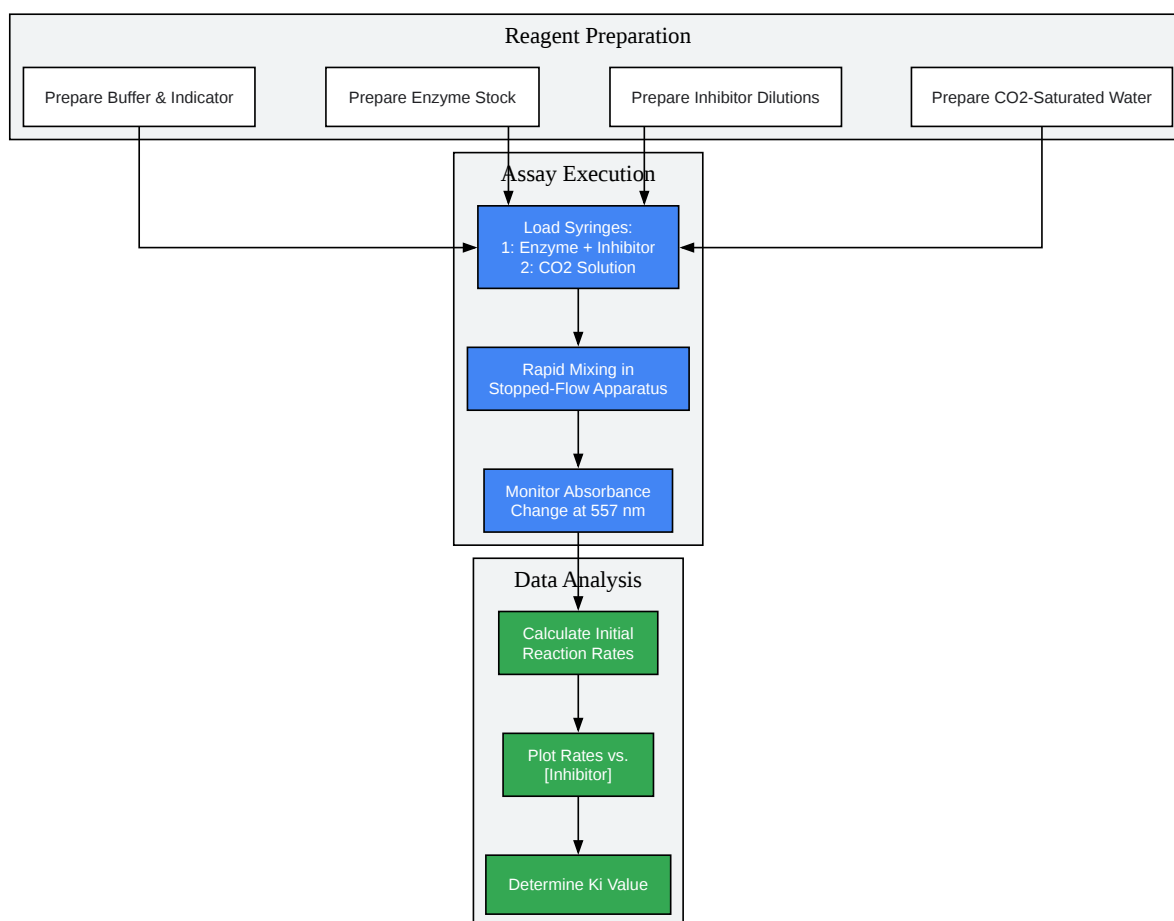 Reagent Preparation
Prepare Buffer & Indicator
Prepare Enzyme Stock
Prepare Inhibitor Dilutions
Prepare CO2-Saturated Water
Assay Execution
Load Syringes:
1: Enzyme + Inhibitor
2: CO2 Solution
Rapid Mixing in
Stopped-Flow Apparatus
Monitor Absorbance
Change at 557 nm
Data Analysis
Calculate Initial
Reaction Rates
Plot Rates vs.
[Inhibitor]
Determine Ki Value